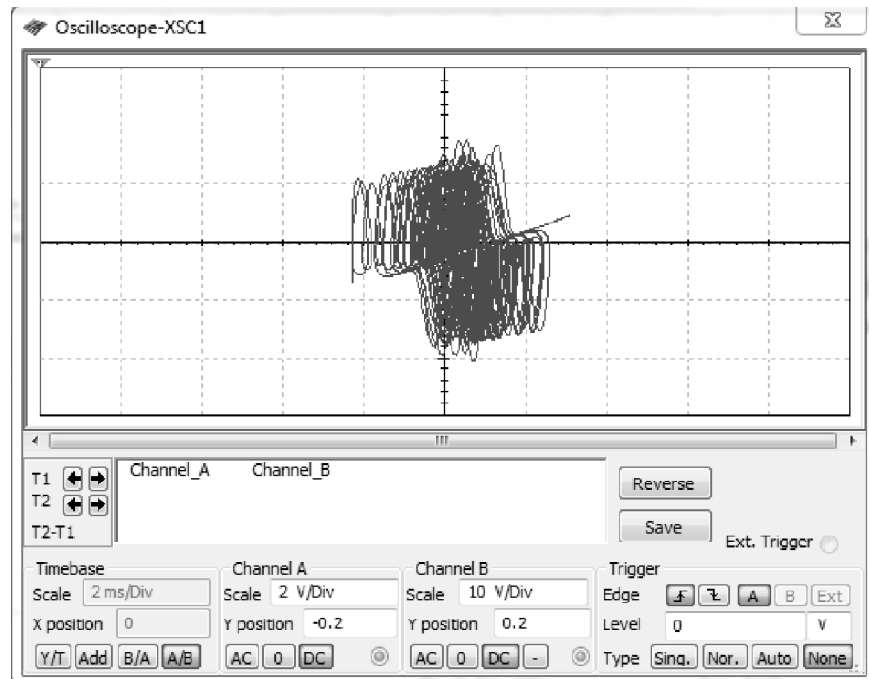 Oscilloscope-XSC1
T1
T2
T2-T1
Channel_A Channel_B
Reverse
Save
Ext. Trigger
Timebase
Scale 2 ms/Div
X position 0
Y/T Add B/A A/B
Channel A
Scale 2 V/Div
Y position -0.2
AC 0 DC
Channel B
Scale 10 V/Div
Y position 0.2
AC 0 DC -
Trigger
Edge A B Ext
Level 0 V
Type Sing. Nor. Auto None